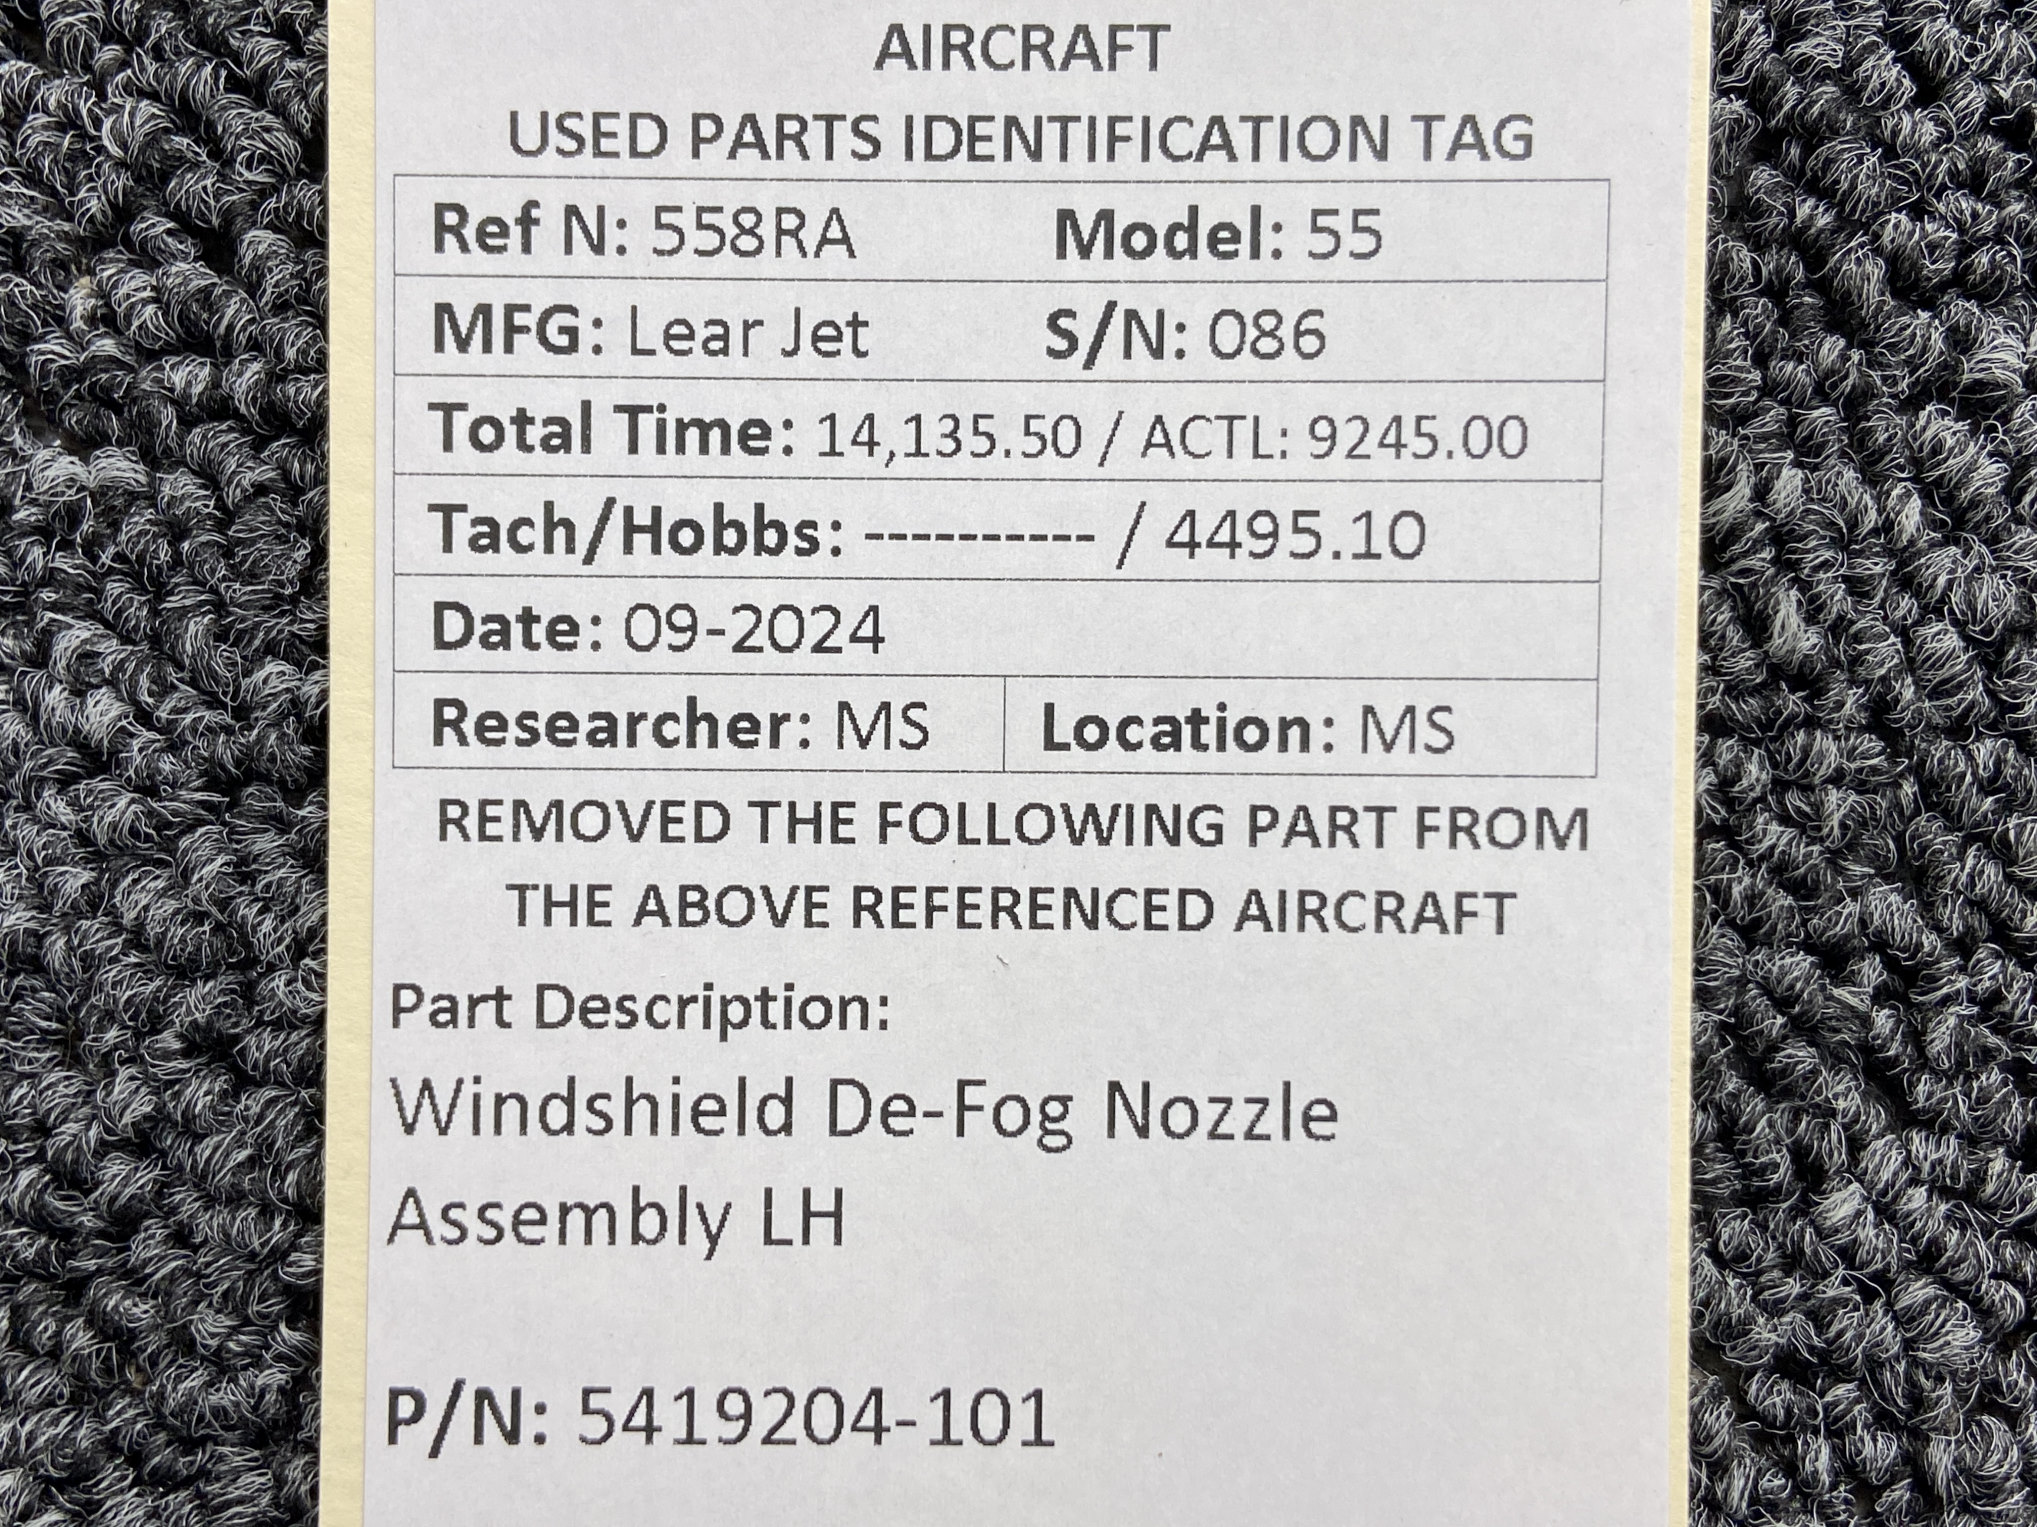 AIRCRAFT
USED PARTS IDENTIFICATION TAG
Ref N: 558RA Model: 55
MFG: Lear Jet S/N: 086
Total Time: 14,135.50 / ACTL: 9245.00
Tach/Hobbs: ---------- / 4495.10
Date: 09-2024
Researcher: MS Location: MS
REMOVED THE FOLLOWING PART FROM
THE ABOVE REFERENCED AIRCRAFT
Part Description:
Windshield De-Fog Nozzle
Assembly LH
P/N: 5419204-101